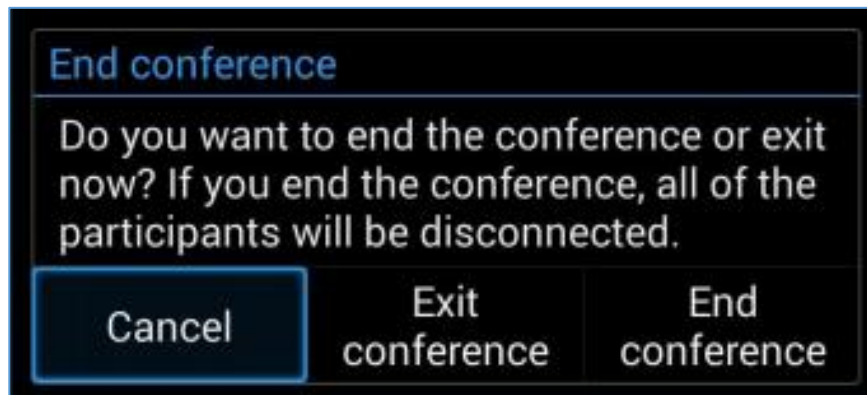 End conference
Do you want to end the conference or exit
now? If you end the conference, all of the
participants will be disconnected.
Cancel
Exit
conference
End
conference